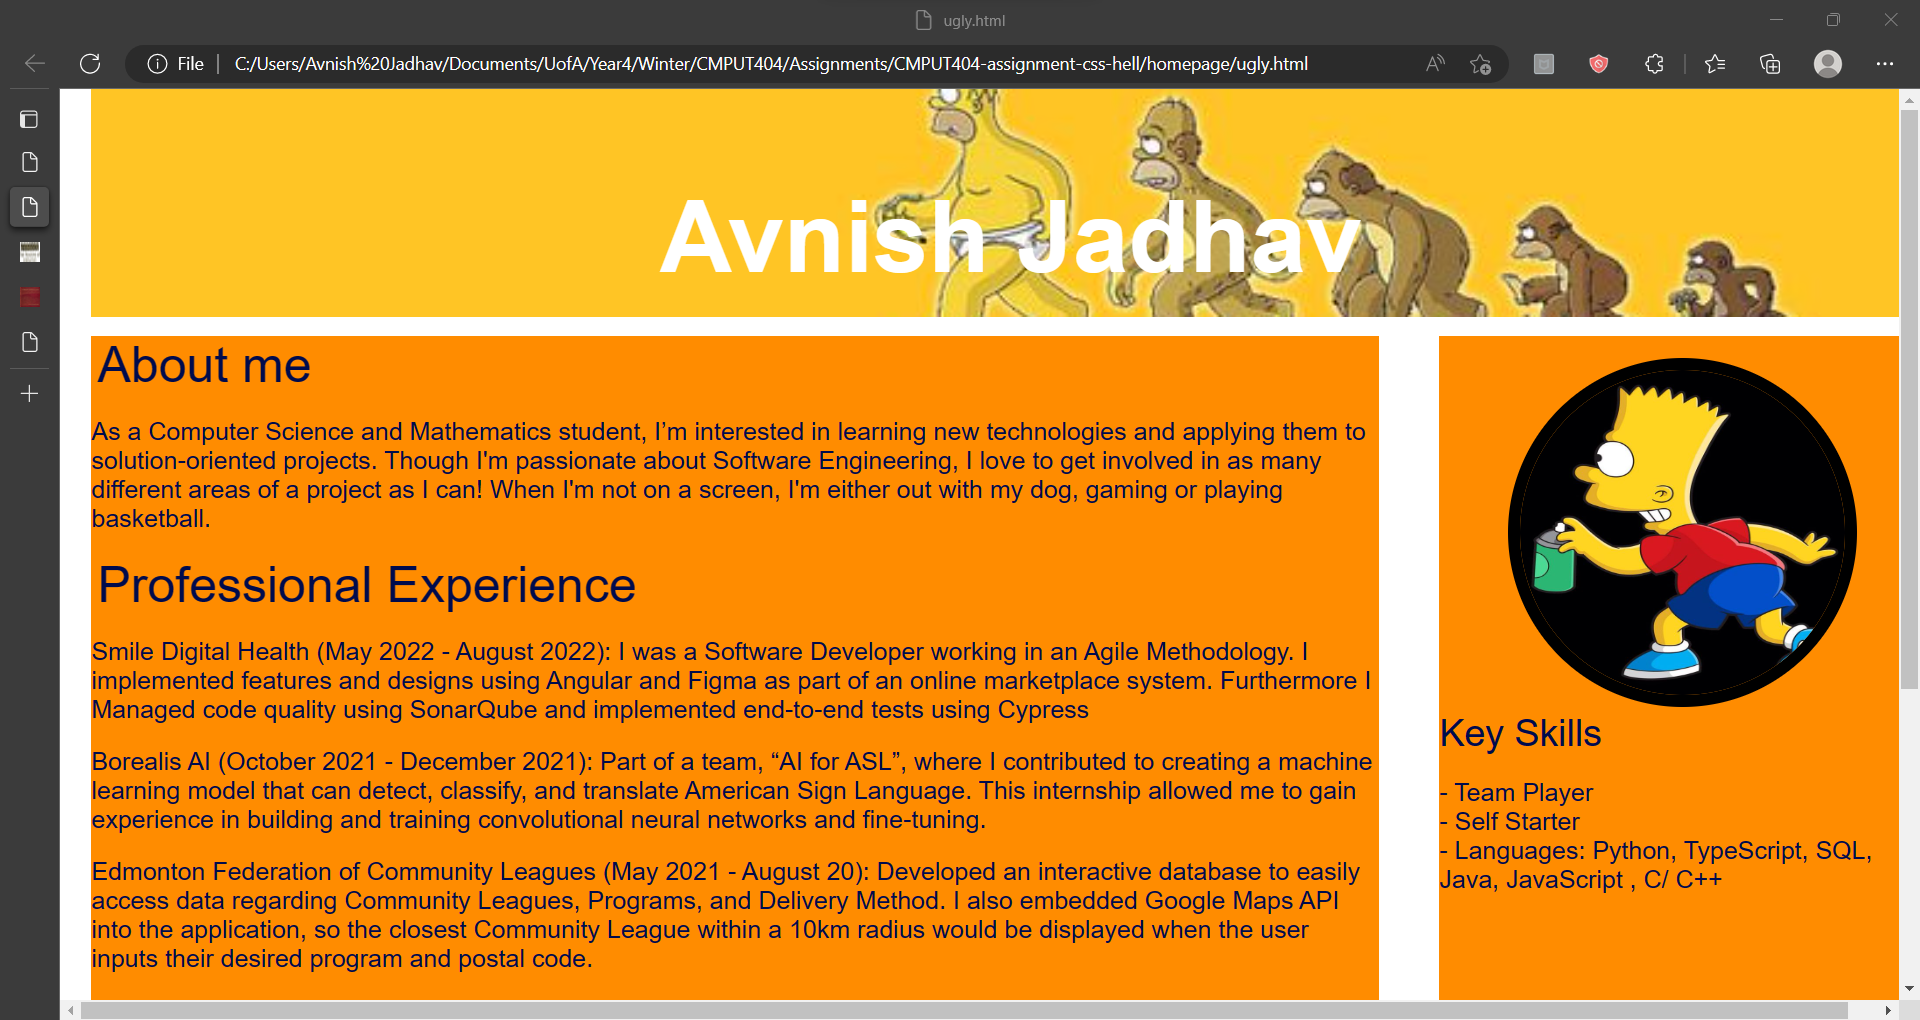 ugly.html
File
C:/Users/Avnish%20Jadhav/Documents/UofA/Year4/Winter/CMPUT404/Assignments/CMPUT404-assignment-css-hell/homepage/ugly.html
Avnish Jadhav
About me
As a Computer Science and Mathematics student, I’m interested in learning new technologies and applying them to
solution-oriented projects. Though I'm passionate about Software Engineering, I love to get involved in as many
different areas of a project as I can! When I'm not on a screen, I'm either out with my dog, gaming or playing
basketball.
Professional Experience
Smile Digital Health (May 2022 - August 2022): I was a Software Developer working in an Agile Methodology. I
implemented features and designs using Angular and Figma as part of an online marketplace system. Furthermore I
Managed code quality using SonarQube and implemented end-to-end tests using Cypress
Borealis AI (October 2021 - December 2021): Part of a team, “AI for ASL”, where I contributed to creating a machine
learning model that can detect, classify, and translate American Sign Language. This internship allowed me to gain
experience in building and training convolutional neural networks and fine-tuning.
Edmonton Federation of Community Leagues (May 2021 - August 20): Developed an interactive database to easily
access data regarding Community Leagues, Programs, and Delivery Method. I also embedded Google Maps API
into the application, so the closest Community League within a 10km radius would be displayed when the user
inputs their desired program and postal code.
Key Skills
- Team Player
- Self Starter
- Languages: Python, TypeScript, SQL,
Java, JavaScript , C/ C++